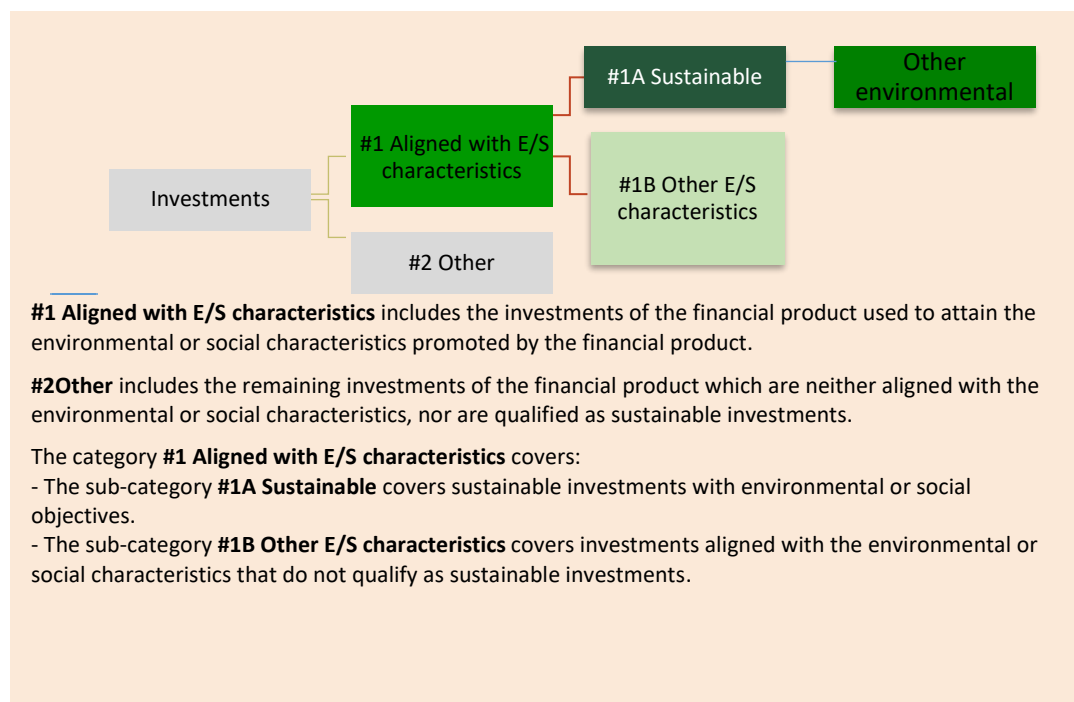 #1A Sustainable
Other
environmental
#1 Aligned with E/S
characteristics
#1B Other E/S
characteristics
Investments
#2 Other
#1 Aligned with E/S characteristics includes the investments of the financial product used to attain the
environmental or social characteristics promoted by the financial product.
#2Other includes the remaining investments of the financial product which are neither aligned with the
environmental or social characteristics, nor are qualified as sustainable investments.
The category #1 Aligned with E/S characteristics covers:
- The sub-category #1A Sustainable covers sustainable investments with environmental or social
objectives.
- The sub-category #1B Other E/S characteristics covers investments aligned with the environmental or
social characteristics that do not qualify as sustainable investments.